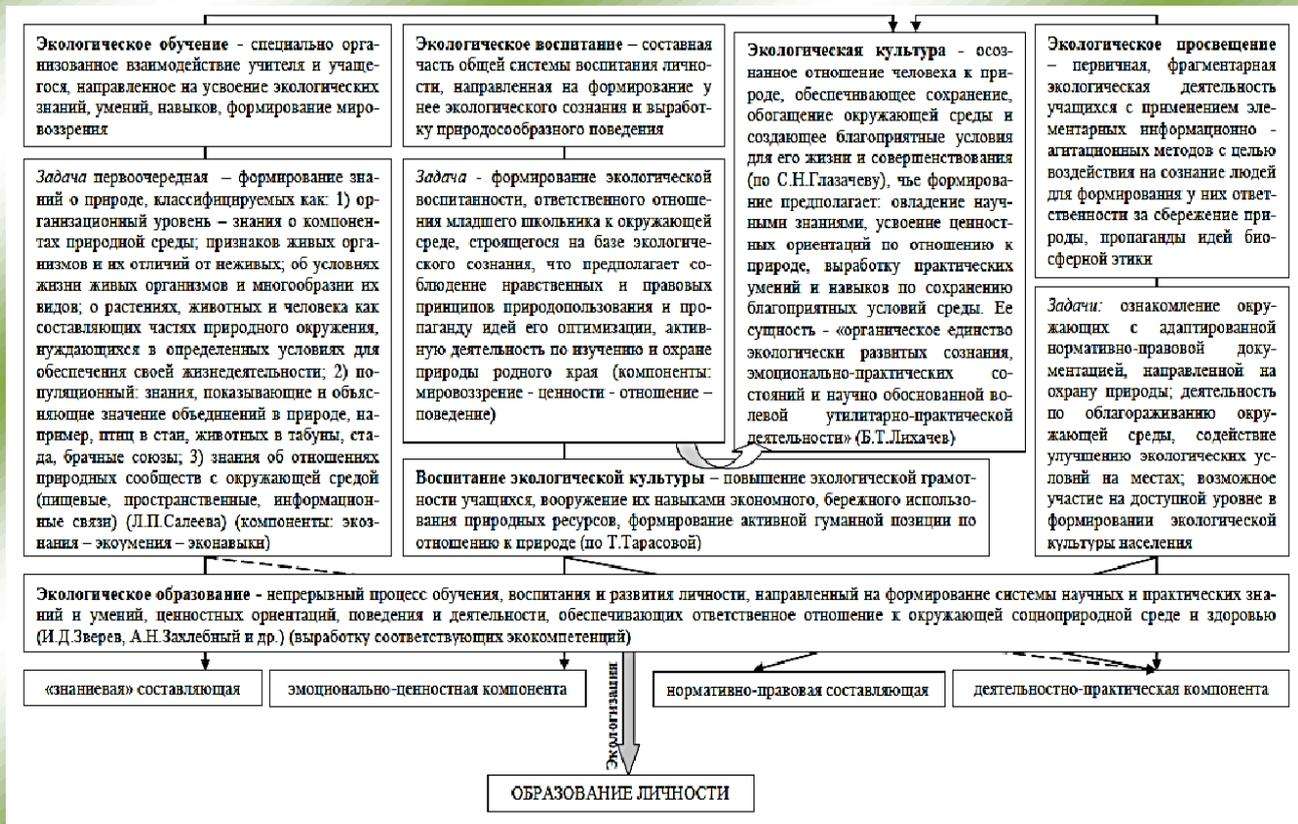 Экологическое обучение - специально орга-
низованное взаимодействие учителя и учаще-
гося, направленное на усвоение экологических
знаний, умений, навыков, формирование миро-
воззрения
Задача первоочередная – формирование зна-
ний о природе, классифицируемых как: 1) ор-
ганизационный уровень – знания о компонен-
тах природной среды; признаков живых орга-
низмов и их отличий от неживых; об условиях
жизни живых организмов и многообразии их
видов; о растениях, животных и человека как
составляющих частях природного окружения,
нуждающихся в определенных условиях для
обеспечения своей жизнедеятельности; 2) по-
пуляционный: знания, показывающие и объяс-
няющие значение объединений в природе, на-
пример, птиц в стаи, животных в табуны, ста-
да, брачные союзы; 3) знания об отношениях
природных сообществ с окружающей средой
(пищевые, пространственные, информацион-
ные связи) (Л.П.Салеева) (компоненты: экоз-
нания – экоумения – эконавыки)
Экологическое воспитание – составная
часть общей системы воспитания лично-
сти, направленная на формирование у
нее экологического сознания и выработ-
ку природосообразного поведения
Задача - формирование экологической
воспитанности, ответственного отноше-
ния младшего школьника к окружающей
среде, строящегося на базе экологиче-
ского сознания, что предполагает со-
блюдение нравственных и правовых
принципов природопользования и про-
паганду идей его оптимизации, актив-
ную деятельность по изучению и охране
природы родного края (компоненты:
мировоззрение - ценности - отношение –
поведение)
Экологическая культура - осоз-
нанное отношение человека к при-
роде, обеспечивающее сохранение,
обогащение окружающей среды и
создающее благоприятные условия
для его жизни и совершенствования
(по С.Н.Глазачеву), чье формирова-
ние предполагает: овладение науч-
ными знаниями, усвоение ценност-
ных ориентаций по отношению к
природе, выработку практических
умений и навыков по сохранению
благоприятных условий среды. Ее
сущность - «органическое единство
экологически развитых сознания,
эмоционально-практических со-
стояний и научно обоснованной во-
левой утилитарно-практической
деятельности» (Б.Т.Лихачев)
Воспитание экологической культуры – повышение экологической грамот-
ности учащихся, вооружение их навыками экономного, бережного использо-
вания природных ресурсов, формирование активной гуманной позиции по
отношению к природе (по Т.Тарасовой)
Экологическое просвещение
– первичная, фрагментарная
экологическая деятельность
учащихся с применением эле-
ментарных информационно -
агитационных методов с целью
воздействия на сознание людей
для формирования у них ответ-
ственности за сбережение при-
роды, пропаганды идей био-
сферной этики
Задачи: ознакомление окру-
жающих с адаптированной
нормативно-правовой доку-
ментацией, направленной на
охрану природы; деятельность
по облагораживанию окру-
жающей среды, содействие
улучшению экологических ус-
ловий на местах; возможное
участие на доступной уровне в
формировании экологической
культуры населения
Экологическое образование - непрерывный процесс обучения, воспитания и развития личности, направленный на формирование системы научных и практических зна-
ний и умений, ценностных ориентаций, поведения и деятельности, обеспечивающих ответственное отношение к окружающей социоприродной среде и здоровью
(И.Д.Зверев, А.Н.Захлебный и др.) (выработку соответствующих экокомпетенций)
«знаниевая» составляющая
эмоционально-ценностная компонента
нормативно-правовая составляющая
деятельностно-практическая компонента
Экологизация
ОБРАЗОВАНИЕ ЛИЧНОСТИ